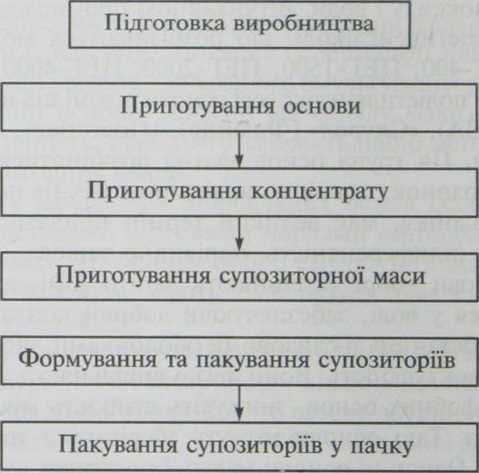 Підготовка виробництва
Приготування основи
Приготування концентрату
Приготування супозиторної маси
Формування та пакування супозиторіїв
Пакування супозиторіїв у пачку